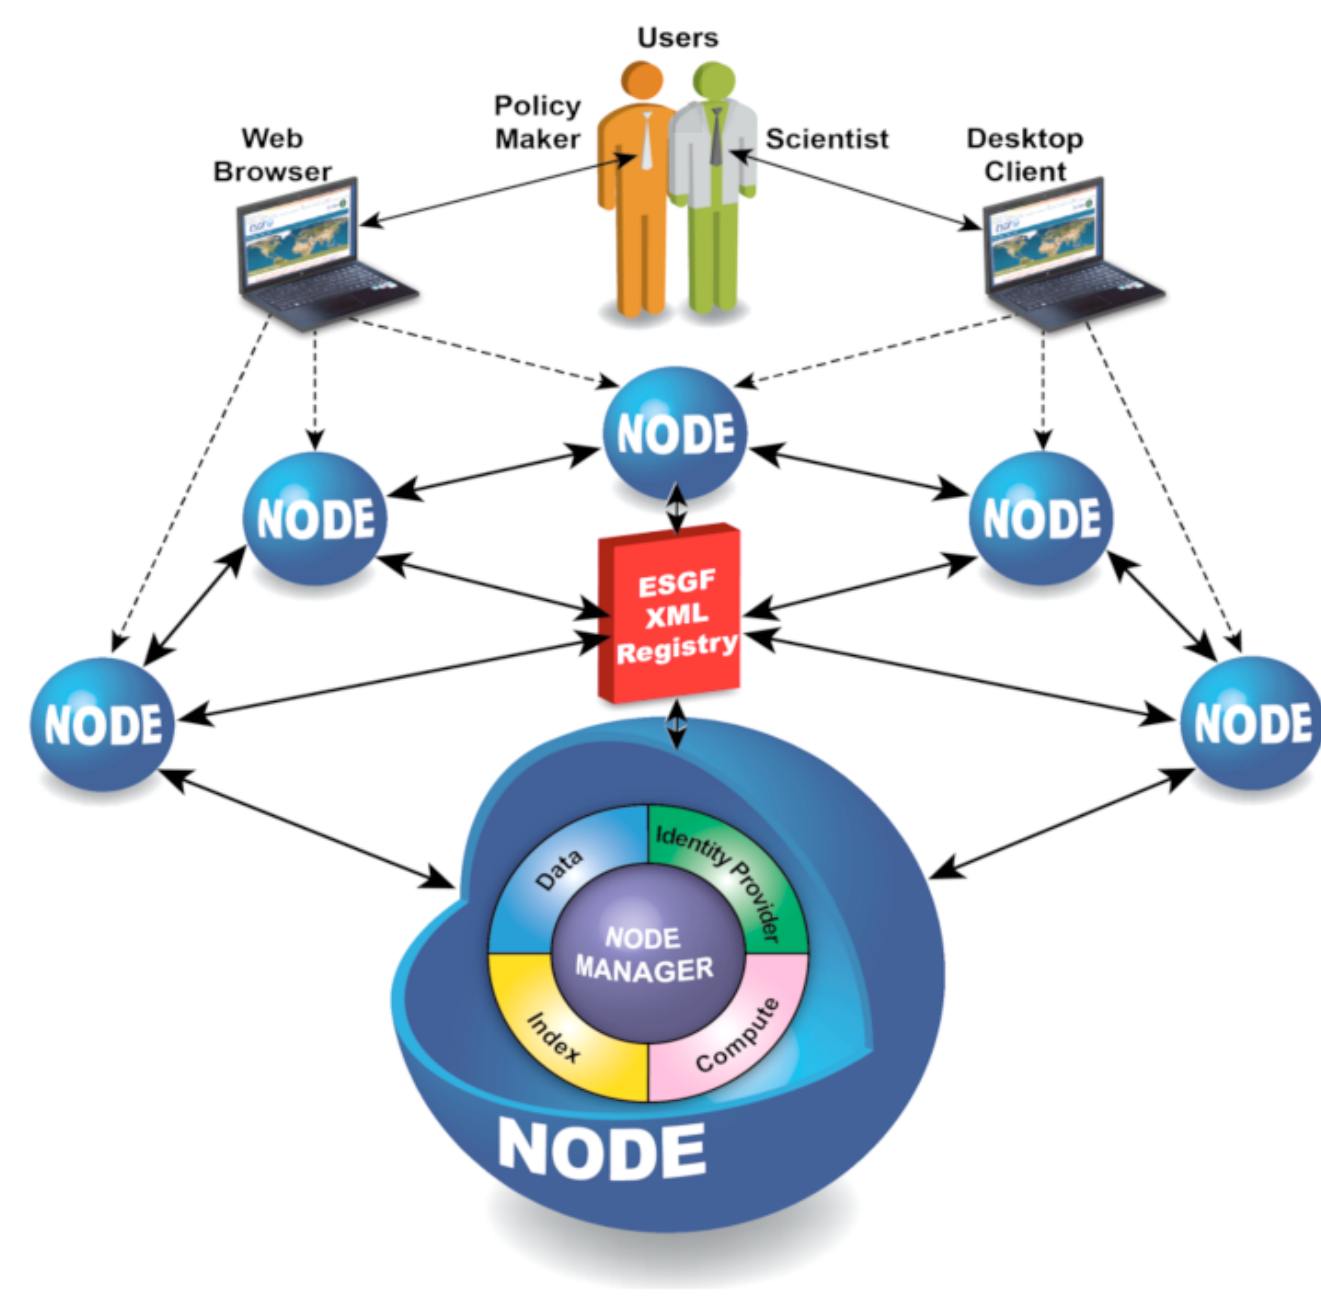 Users
Policy
Maker
Scientist
Web
Browser
Desktop
Client
NODE
NODE
NODE
ESGF
XML
Registry
NODE
NODE
Data
Identity Provider
NODE
MANAGER
Index
Compute
NODE